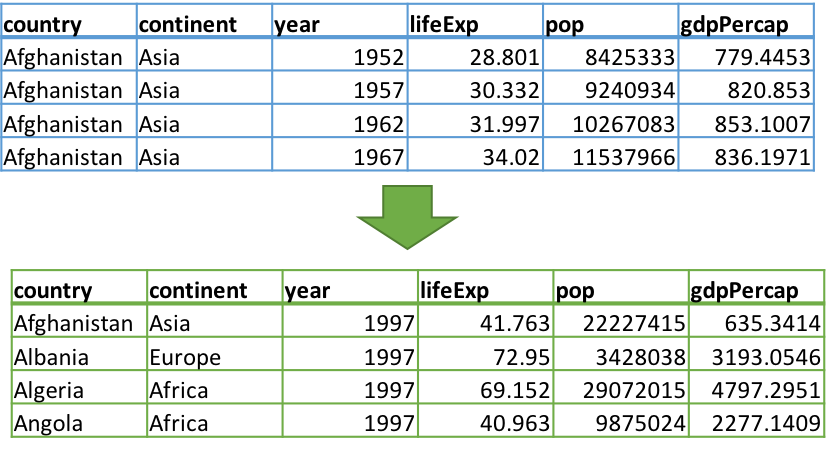 country continent year lifeExp pop gdpPercap
Afghanistan Asia 1952 28.801 8425333 779.4453
Afghanistan Asia 1957 30.332 9240934 820.853
Afghanistan Asia 1962 31.997 10267083 853.1007
Afghanistan Asia 1967 34.02 11537966 836.1971
country continent year lifeExp pop gdpPercap
Afghanistan Asia 1997 41.763 22227415 635.3414
Albania Europe 1997 72.95 3428038 3193.0546
Algeria Africa 1997 69.152 29072015 4797.2951
Angola Africa 1997 40.963 9875024 2277.1409